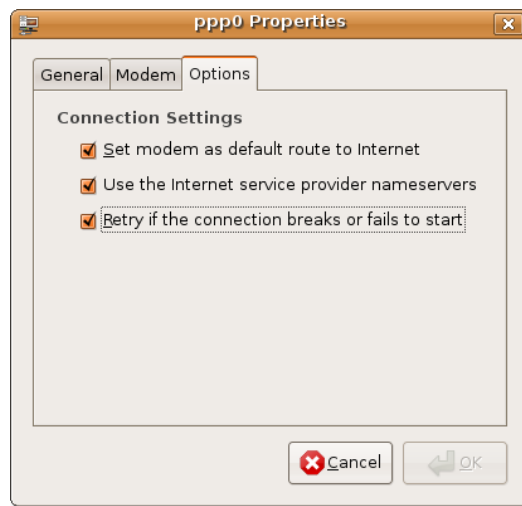 ppp0 Properties
General Modem Options
Connection Settings
Set modem as default route to Internet
Use the Internet service provider nameservers
Retry if the connection breaks or fails to start
Cancel OK